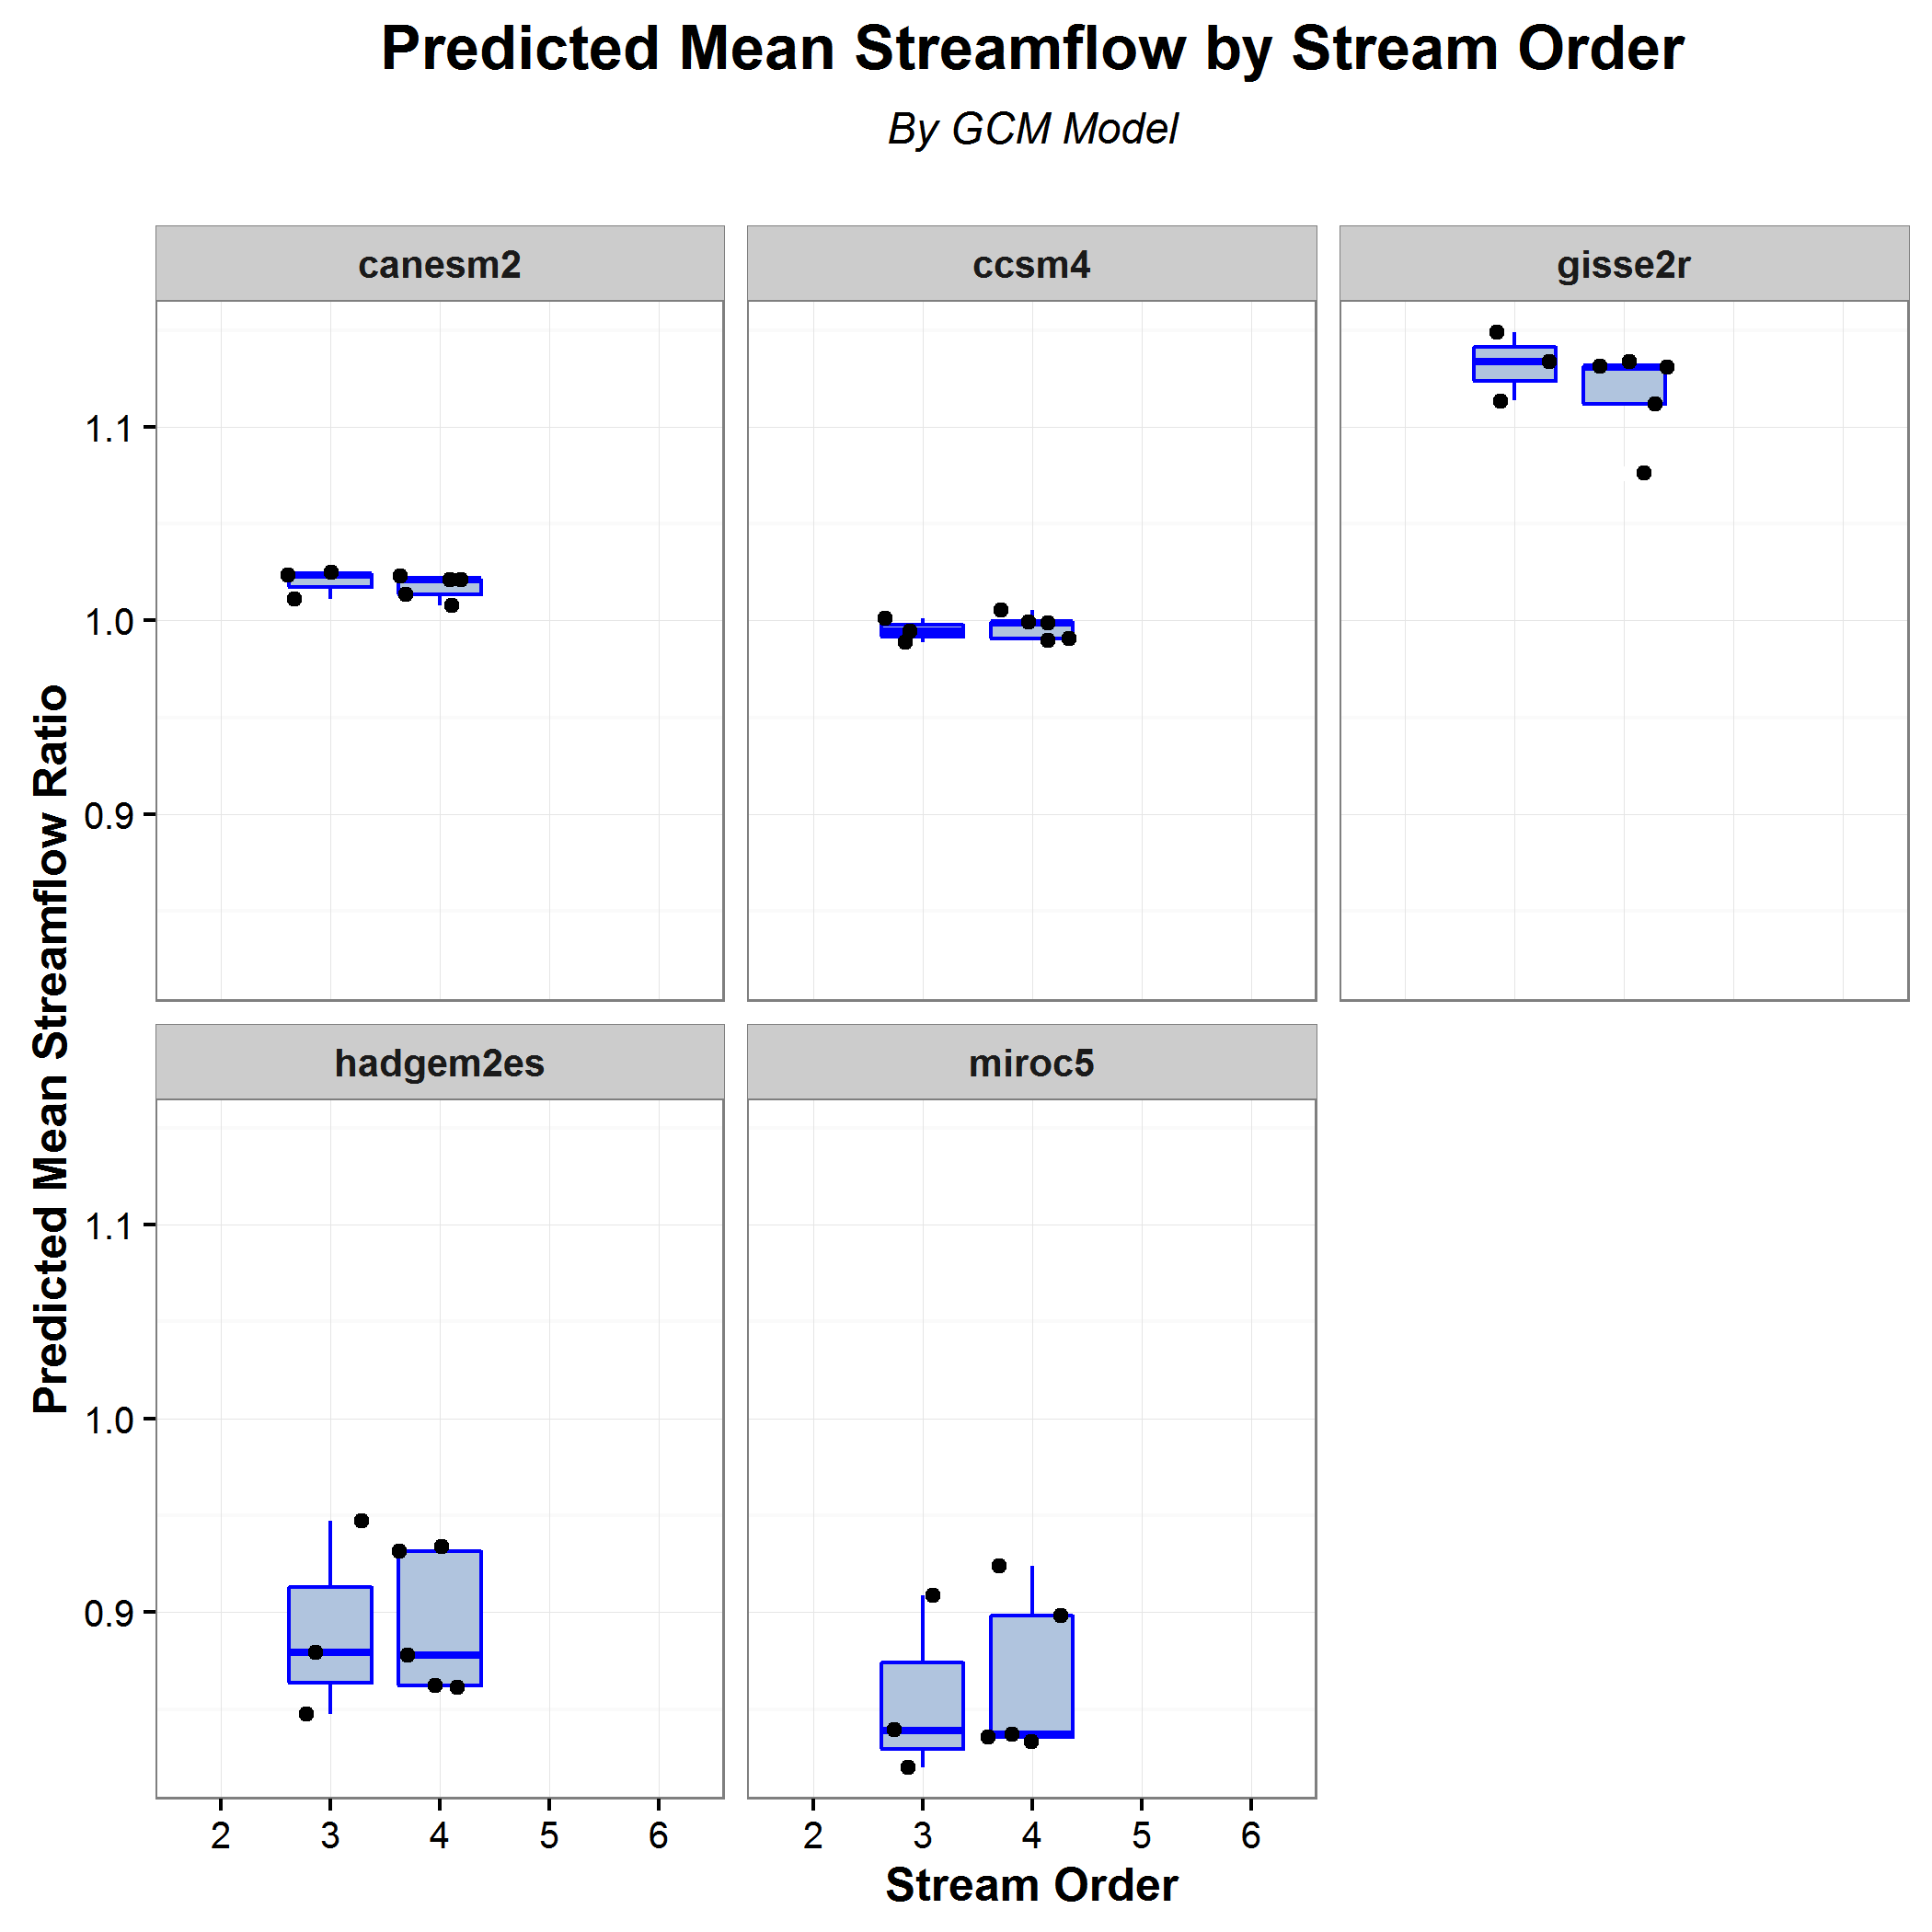 Predicted Mean Streamflow by Stream Order
By GCM Model
canesm2
ccsm4
gisse2r
1.1
1.0
0.9
Predicted Mean Streamflow Ratio
hadgem2es
miroc5
1.1
1.0
0.9
2 3 4 5 6
2 3 4 5 6
Stream Order